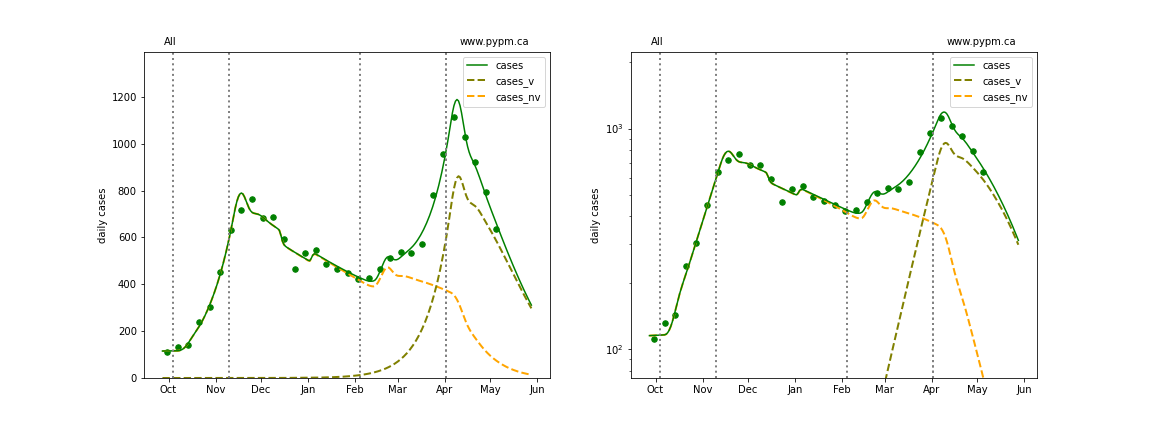 All www.pypm.ca
cases
cases_v
cases_nv
daily cases
1200
1000
800
600
400
200
0
Oct Nov Dec Jan Feb Mar Apr May Jun
All www.pypm.ca
cases
cases_v
cases_nv
daily cases
10³
10²
Oct Nov Dec Jan Feb Mar Apr May Jun